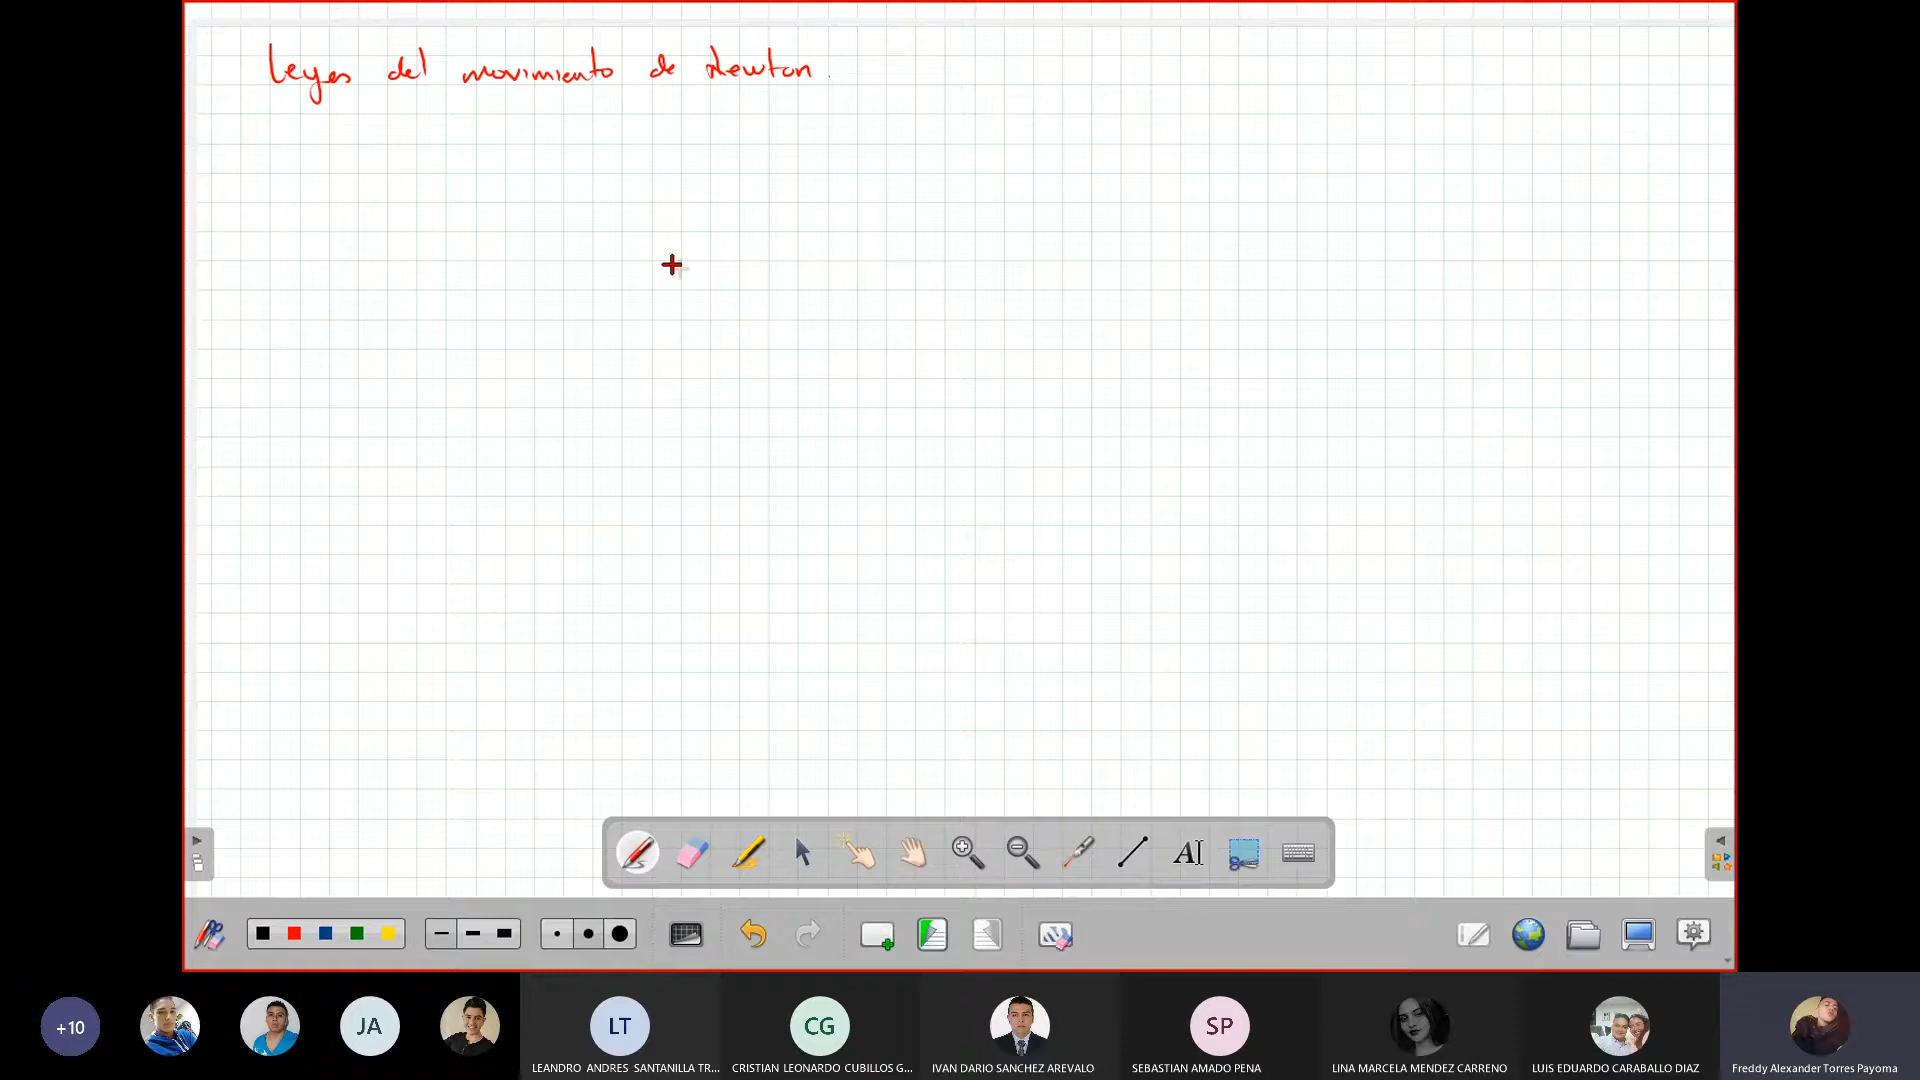 Leyes del movimiento de Newton.
AI
+10
JA
LT
CG
SP
LEANDRO ANDRES SANTANILLA TR...
CRISTIAN LEONARDO CUBILLOS G...
IVAN DARIO SANCHEZ AREVALO
SEBASTIAN AMADO PENA
LINA MARCELA MENDEZ CARRENO
LUIS EDUARDO CARABALLO DIAZ
Freddy Alexander Torres Payoma